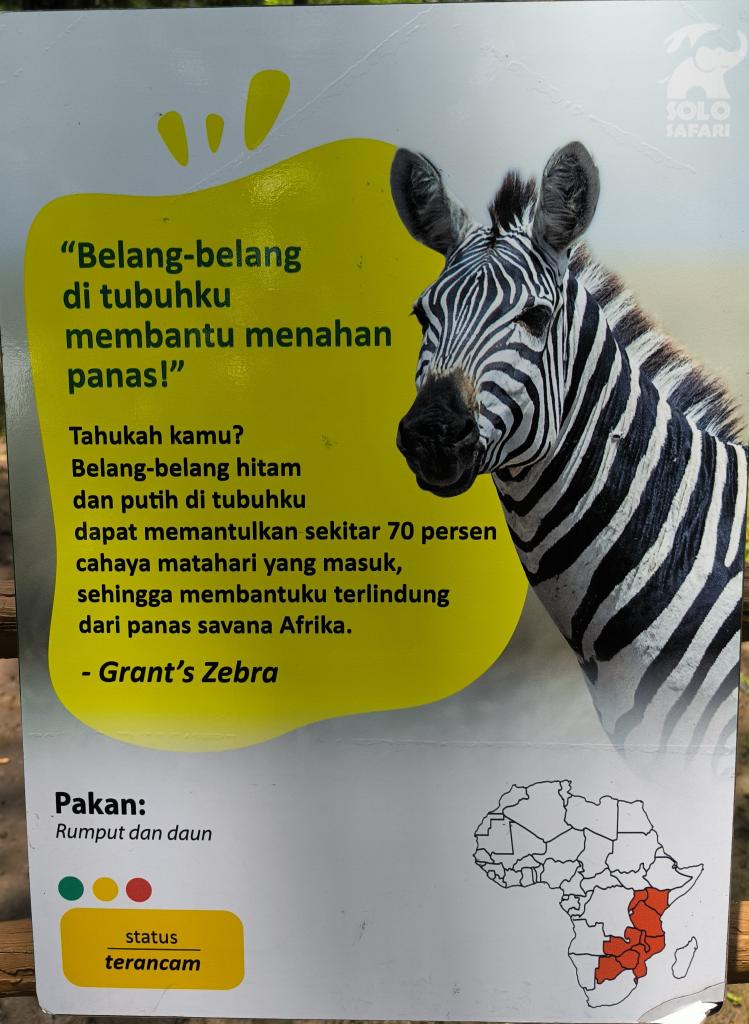 SOLO
SAFARI
“Belang-belang
di tubuhku
membantu menahan
panas!”
Tahukah kamu?
Belang-belang hitam
dan putih di tubuhku
dapat memantulkan sekitar 70 persen
cahaya matahari yang masuk,
sehingga membantuku terlindung
dari panas savana Afrika.
- Grant’s Zebra
Pakan:
Rumput dan daun
status
terancam